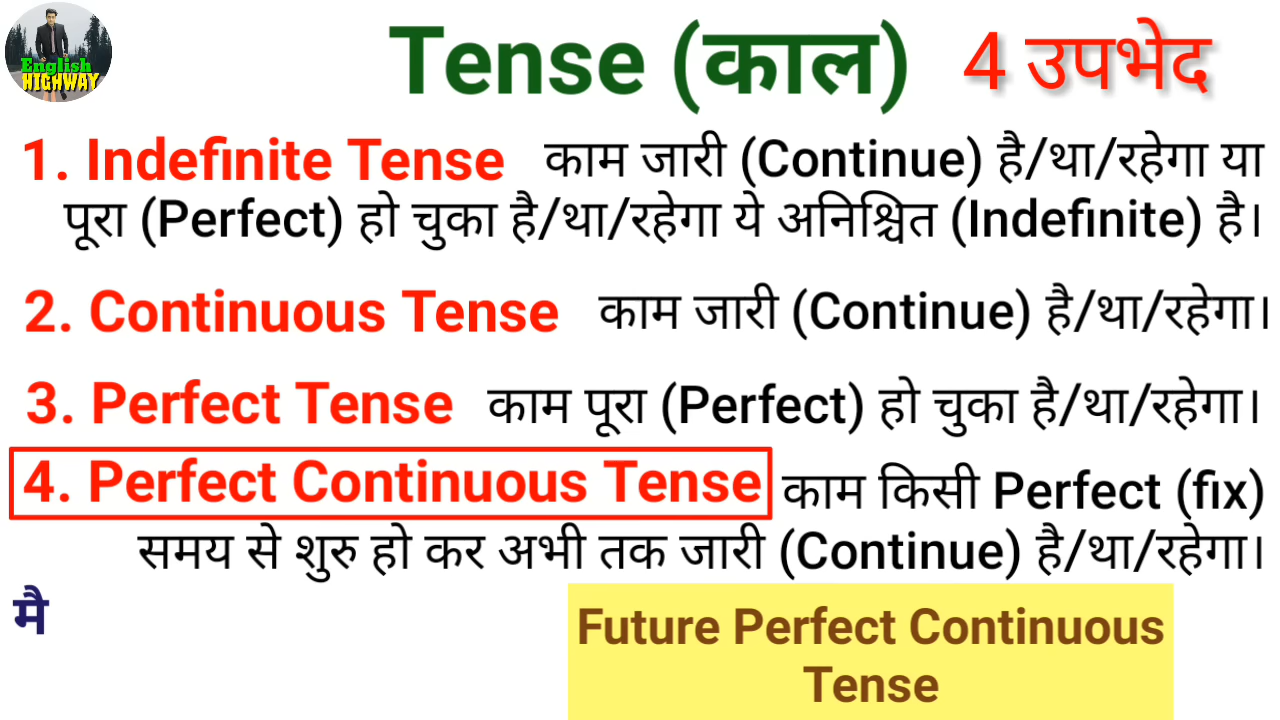 English
HIGHWAY
Tense (काल) 4 उपभेद
1. Indefinite Tense काम जारी (Continue) है/था/रहेगा या
पूरा (Perfect) हो चुका है/था/रहेगा ये अनिश्चित (Indefinite) है।
2. Continuous Tense काम जारी (Continue) है/था/रहेगा।
3. Perfect Tense काम पूरा (Perfect) हो चुका है/था/रहेगा।
4. Perfect Continuous Tense काम किसी Perfect (fix)
समय से शुरु हो कर अभी तक जारी (Continue) है/था/रहेगा।
मै
Future Perfect Continuous
Tense